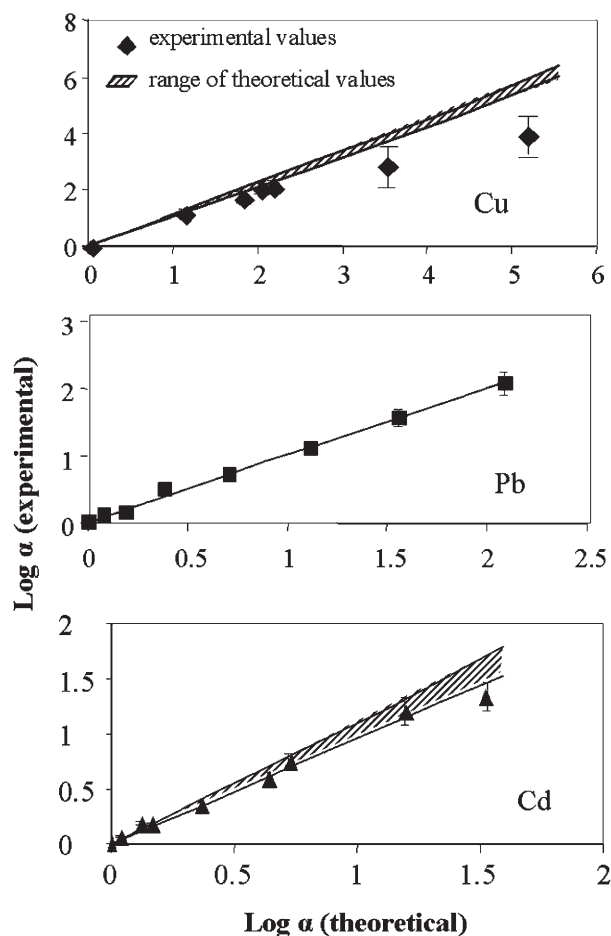 8
6
4
2
0
experimental values
range of theoretical values
Cu
0 1 2 3 4 5 6
3
2
1
0
Pb
0 0.5 1 1.5 2 2.5
Log α (experimental)
2
1.5
1
0.5
0
Cd
0 0.5 1 1.5 2
Log α (theoretical)